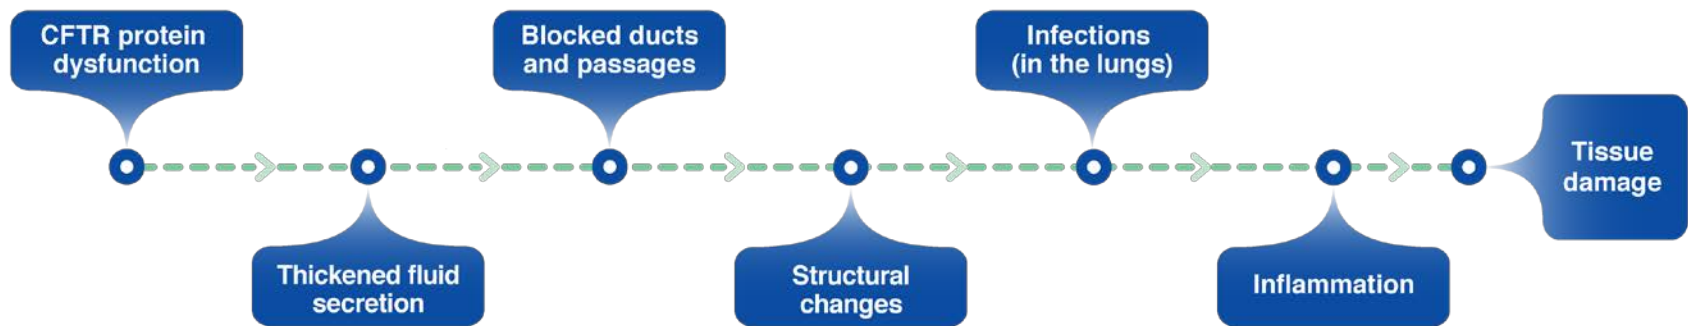 CFTR protein
dysfunction
Thickened fluid
secretion
Blocked ducts
and passages
Structural
changes
Infections
(in the lungs)
Inflammation
Tissue
damage